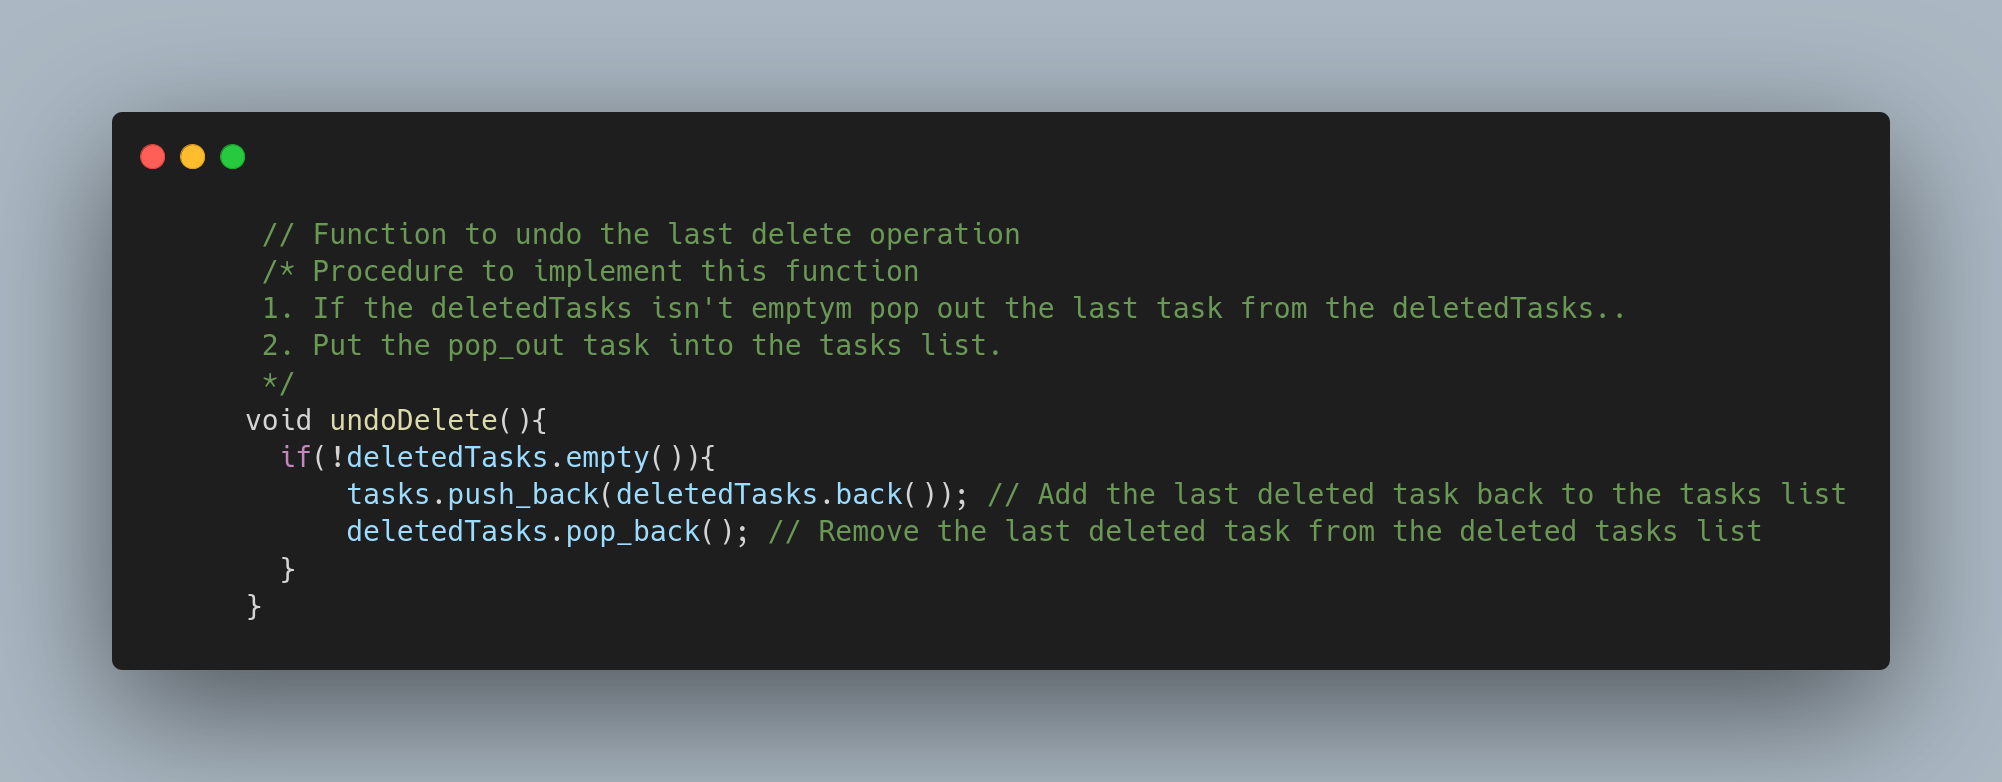 // Function to undo the last delete operation
/* Procedure to implement this function
1. If the deletedTasks isn't emptym pop out the last task from the deletedTasks..
2. Put the pop_out task into the tasks list.
*/
void undoDelete(){
if(!deletedTasks.empty()){
tasks.push_back(deletedTasks.back()); // Add the last deleted task back to the tasks list
deletedTasks.pop_back(); // Remove the last deleted task from the deleted tasks list
}
}